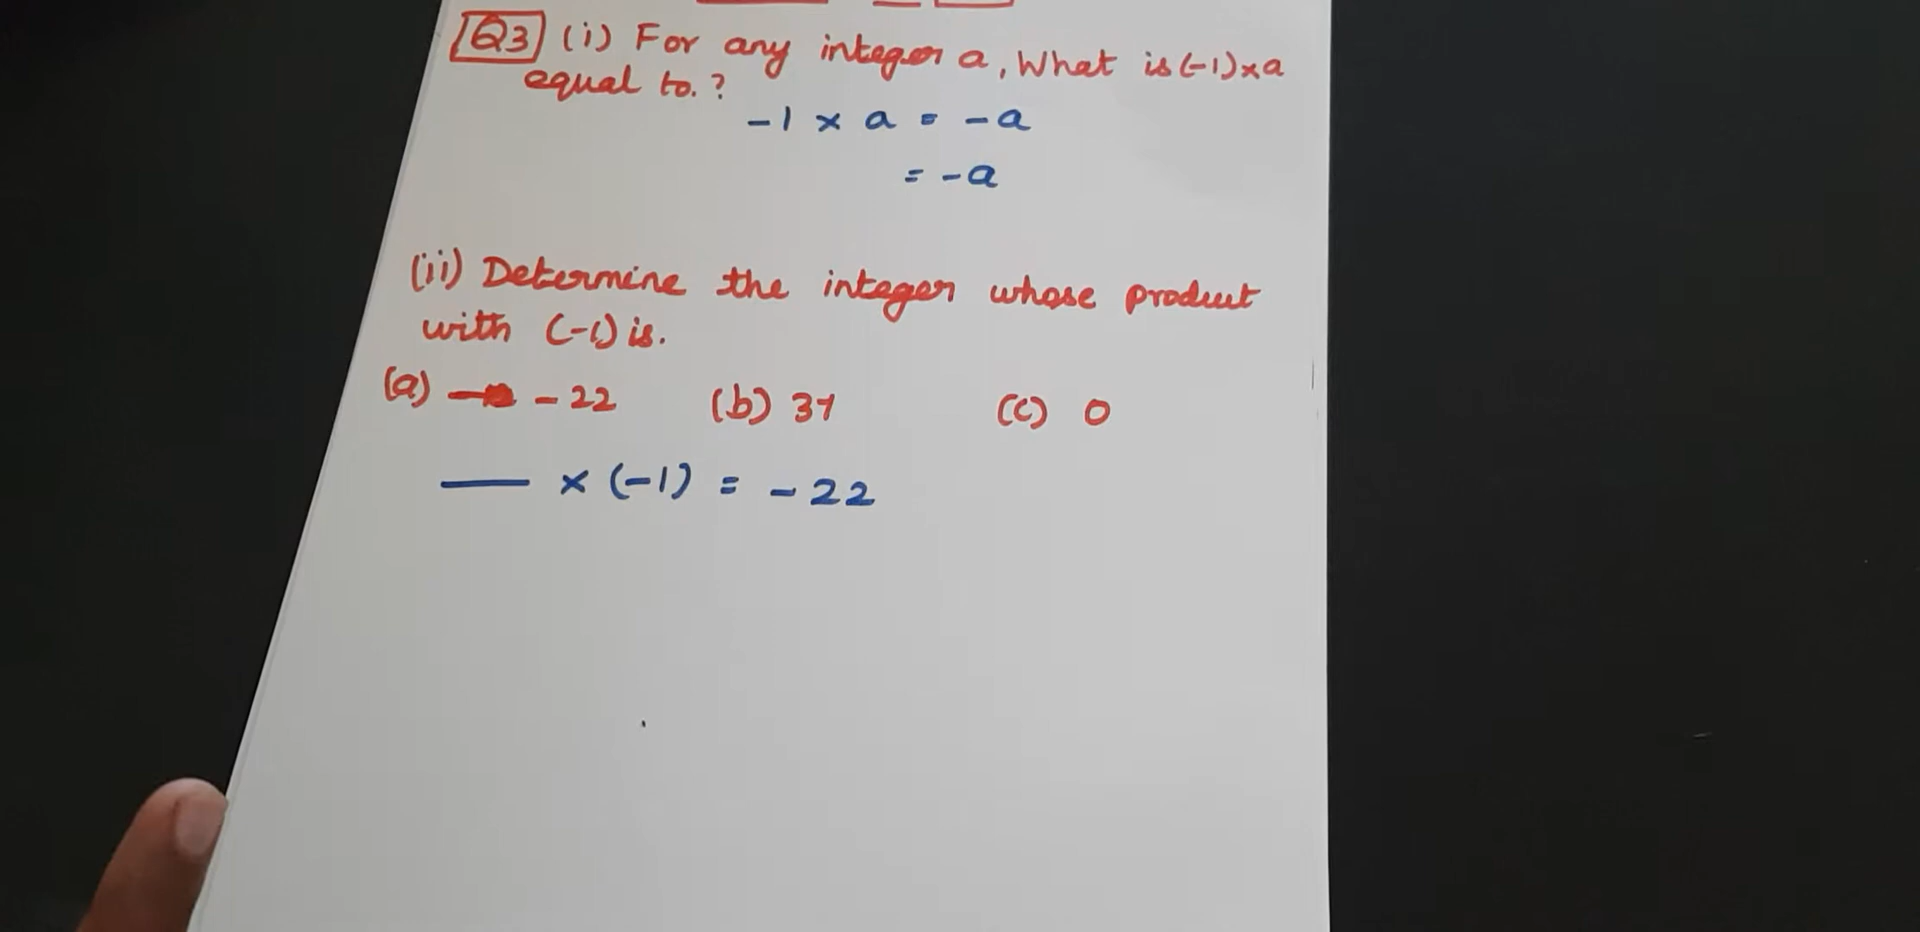 Q3 (i) For any integer a, What is (-1)×a
equal to.?
-1 × a = -a
= -a
(ii) Determine the integer whose product
with (-1) is.
(a) - 22 (b) 37 (c) 0
___ × (-1) = - 22